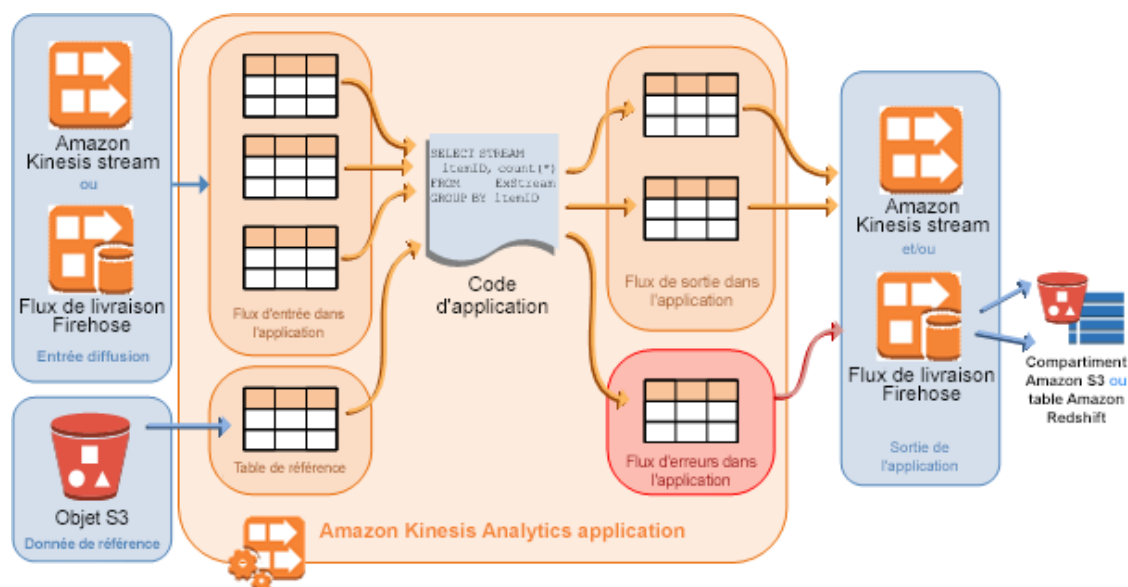 Amazon
Kinesis stream
ou
Flux de livraison
Firehose
Entrée diffusion
Objet S3
Donnée de référence
Flux d'entrée dans
l'application
Table de référence
SELECT STREAM
itemID, count(*)
FROM ExStream
GROUP BY itemID
Code
d'application
Flux de sortie dans
l'application
Flux d'erreurs dans
l'application
Amazon Kinesis Analytics application
Amazon
Kinesis stream
et/ou
Flux de livraison
Firehose
Sortie de
l'application
Compartiment
Amazon S3 ou
table Amazon
Redshift